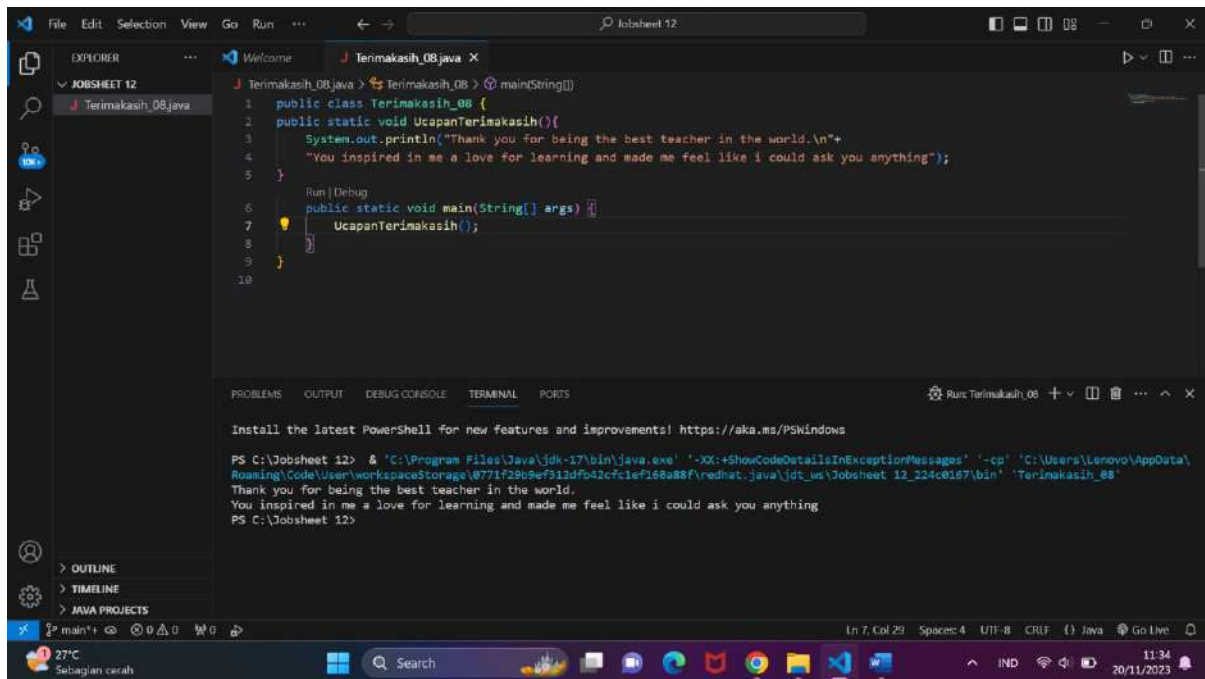 File Edit Selection View Go Run ... Jobsheet 12
EXPLORER ...
JOBSHEET 12
Terimakasih_08.java
Welcome
Terimakasih_08.java
Terimakasih_08.java > Terimakasih_08 > main(String[])
1 public class Terimakasih_08 {
2 public static void UcapanTerimakasih(){
3 System.out.println("Thank you for being the best teacher in the world.\n"+
4 "You inspired in me a love for learning and made me feel like i could ask you anything");
5 }
Run | Debug
6 public static void main(String[] args) {
7 UcapanTerimakasih();
8 }
9 }
10
10K+
PROBLEMS OUTPUT DEBUG CONSOLE TERMINAL PORTS
Run: Terimakasih_08
Install the latest PowerShell for new features and improvements! https://aka.ms/PSWindows
PS C:\Jobsheet 12> & 'C:\Program Files\Java\jdk-17\bin\java.exe' '-XX:+ShowCodeDetailsInExceptionMessages' '-cp' 'C:\Users\Lenovo\AppData\
Roaming\Code\User\workspaceStorage\ \redhat.java\jdt_ws\Jobsheet 12_224c0167\bin' 'Terimakasih_08'
Thank you for being the best teacher in the world.
You inspired in me a love for learning and made me feel like i could ask you anything
PS C:\Jobsheet 12>
OUTLINE
TIMELINE
JAVA PROJECTS
main*+ 0 0 0
Ln 7, Col 29 Spaces: 4 UTF-8 CRLF {} Java Go Live
1
27°C
Sebagian cerah
Search
IND
11:34
20/11/2023